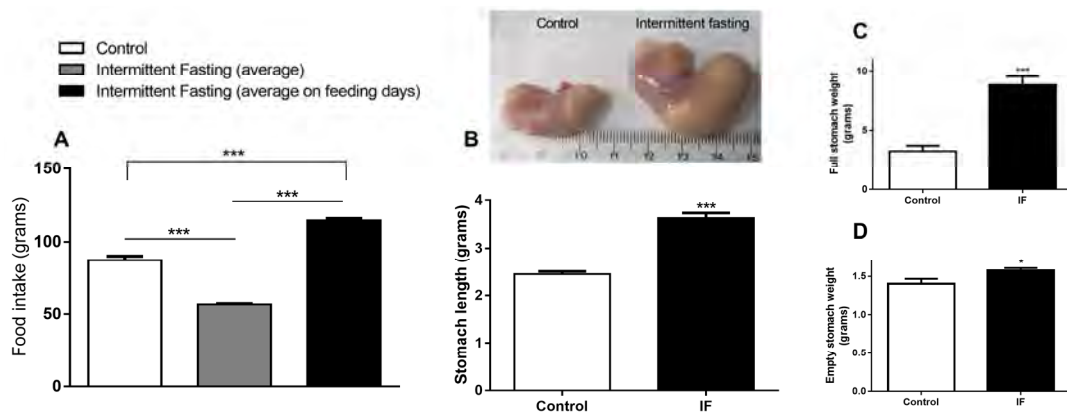 Control
Intermittent Fasting (average)
Intermittent Fasting (average on feeding days)
A
***
***
***
150
100
50
0
Food intake (grams)
B
Control
Intermittent fasting
10 11 12 13 14 15
***
4
3
2
1
0
Stomach length (grams)
Control
IF
C
***
10
5
0
Full stomach weight
(grams)
Control
IF
D
*
1.5
1.0
0.5
0.0
Empty stomach weight
(grams)
Control
IF